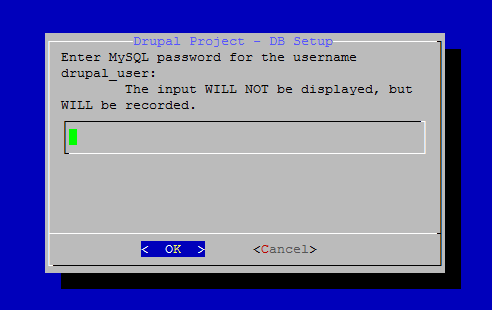 Drupal Project - DB Setup
Enter MySQL password for the username
drupal_user:
The input WILL NOT be displayed, but
WILL be recorded.
< OK > <Cancel>